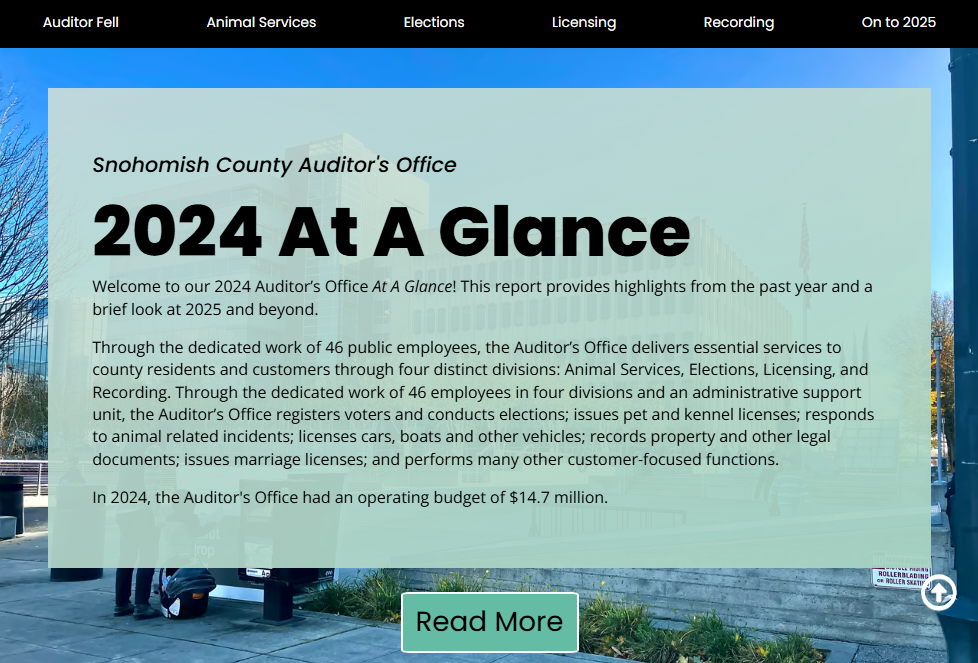 Auditor Fell Animal Services Elections Licensing Recording On to 2025
Snohomish County Auditor's Office
2024 At A Glance
Welcome to our 2024 Auditor’s Office At A Glance! This report provides highlights from the past year and a
brief look at 2025 and beyond.
Through the dedicated work of 46 public employees, the Auditor’s Office delivers essential services to
county residents and customers through four distinct divisions: Animal Services, Elections, Licensing, and
Recording. Through the dedicated work of 46 employees in four divisions and an administrative support
unit, the Auditor’s Office registers voters and conducts elections; issues pet and kennel licenses; responds
to animal related incidents; licenses cars, boats and other vehicles; records property and other legal
documents; issues marriage licenses; and performs many other customer-focused functions.
In 2024, the Auditor's Office had an operating budget of $14.7 million.
ROLLERBLADING
Read More